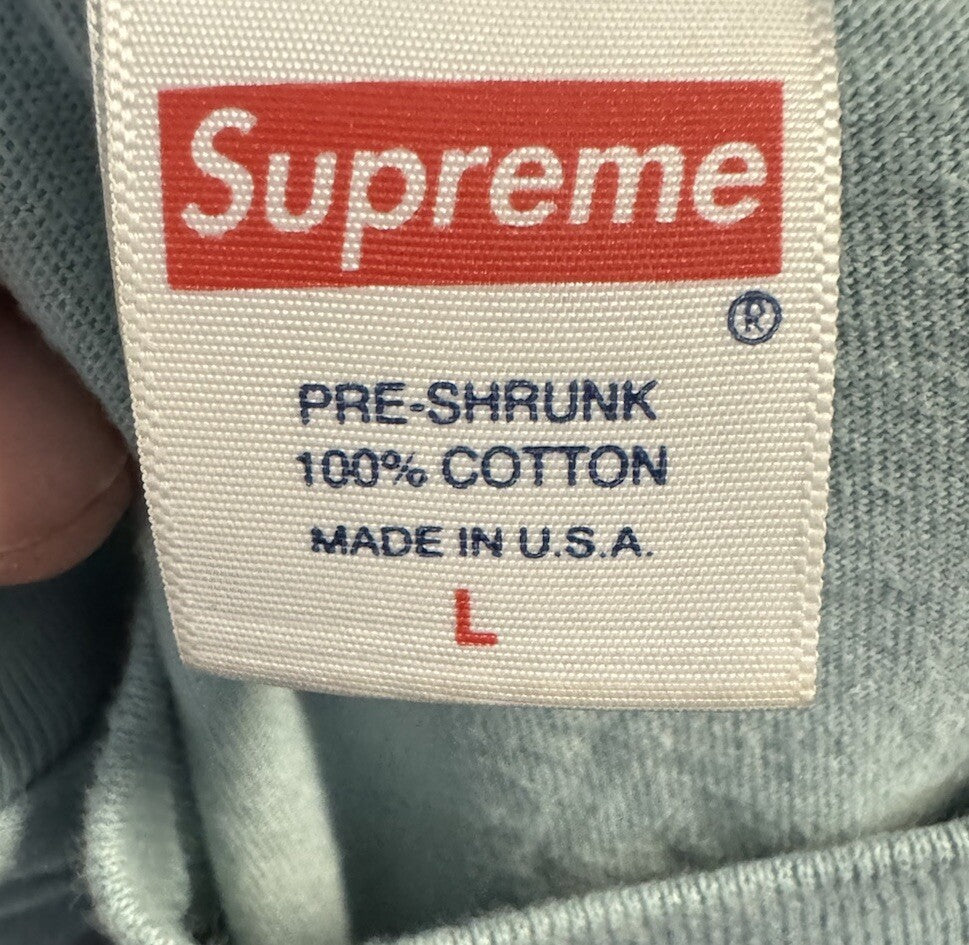 Supreme
®
PRE-SHRUNK
100% COTTON
MADE IN U.S.A.
L